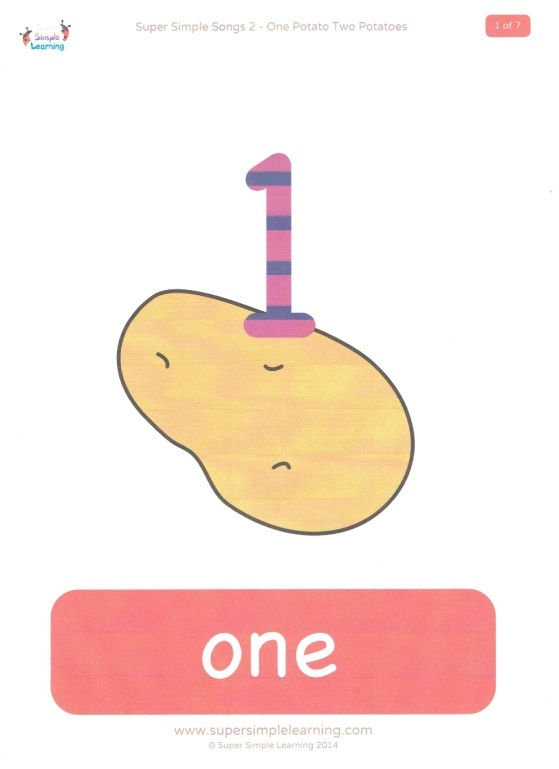 Super Simple Songs 2 - One Potato Two Potatoes
1 of 7
Simple
Learning
1
one
www.supersimplelearning.com
© Super Simple Learning 2014